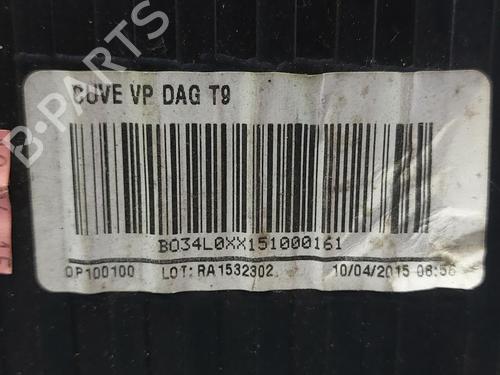 CUVE VP DAG T9
B034L0XX151000161
OP100100 LOT: RA1532302 10/04/2015 06:56
B-PARTS